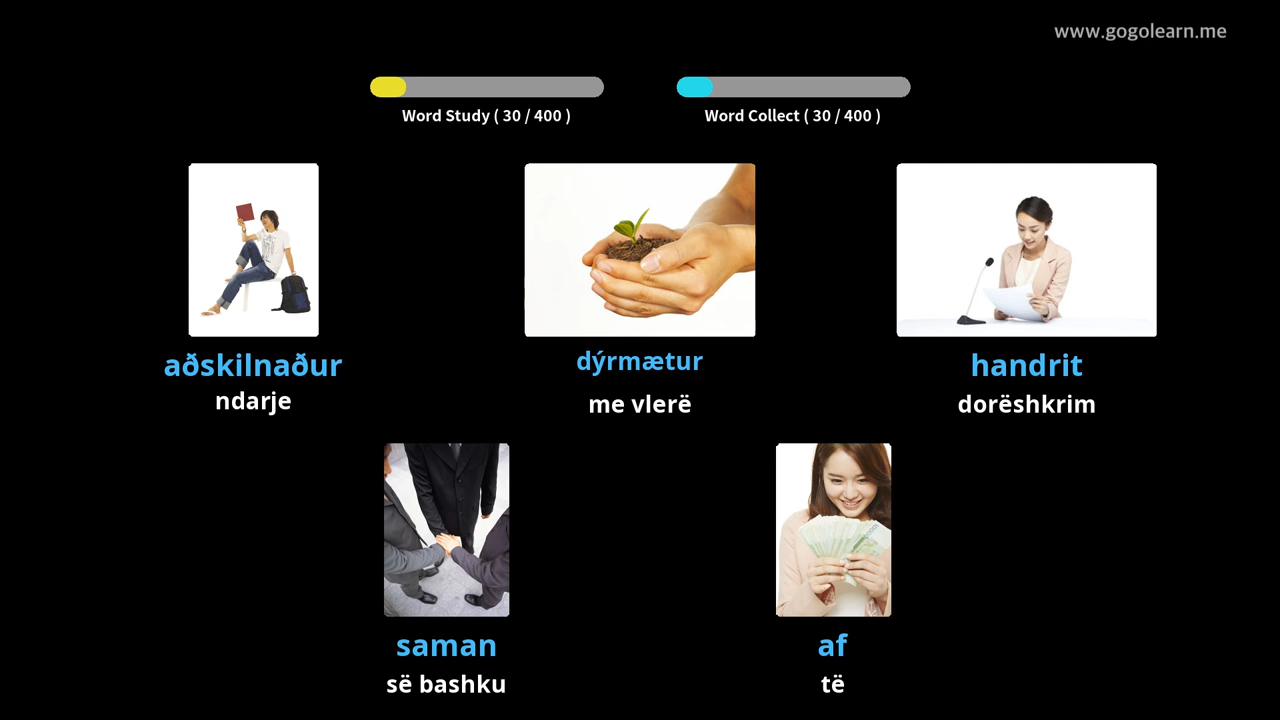 www.gogolearn.me
Word Study ( 30 / 400 )
Word Collect ( 30 / 400 )
aðskilnaður
ndarje
dýrmætur
me vlerë
handrit
dorëshkrim
saman
së bashku
af
të